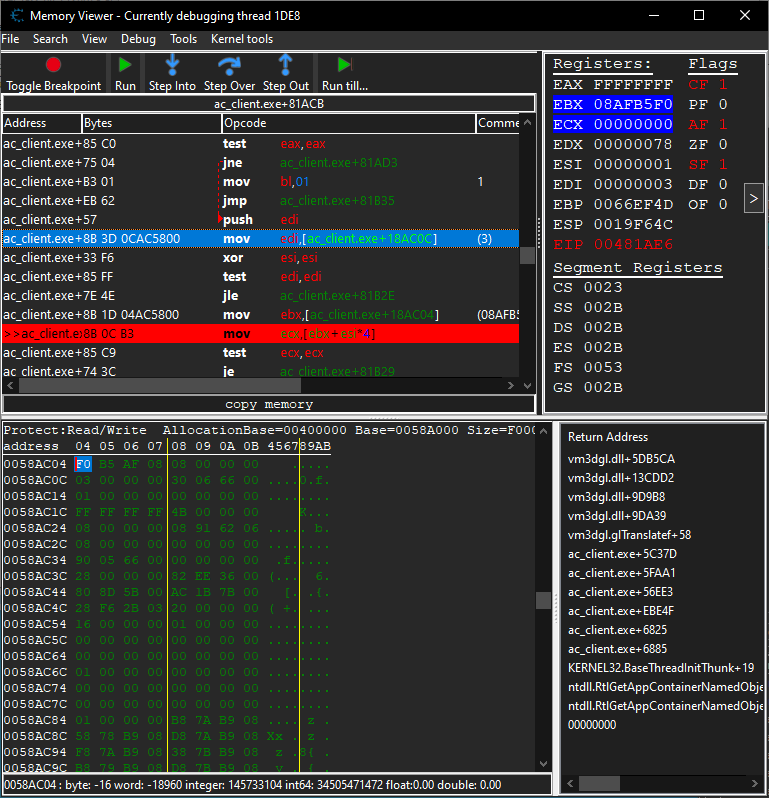 Memory Viewer - Currently debugging thread 1DE8
File Search View Debug Tools Kernel tools
Toggle Breakpoint Run Step Into Step Over Step Out Run till...
ac_client.exe+81ACB
Address Bytes Opcode Comme
ac_client.exe+85 C0 test eax,eax
ac_client.exe+75 04 jne ac_client.exe+81AD3
ac_client.exe+B3 01 mov bl,01 1
ac_client.exe+EB 62 jmp ac_client.exe+81B35
ac_client.exe+57 push edi
ac_client.exe+8B 3D 0CAC5800 mov edi,[ac_client.exe+18AC0C] (3)
ac_client.exe+33 F6 xor esi,esi
ac_client.exe+85 FF test edi,edi
ac_client.exe+7E 4E jle ac_client.exe+81B2E
ac_client.exe+8B 1D 04AC5800 mov ebx,[ac_client.exe+18AC04] (08AFB5
>>ac_client.e:8B 0C B3 mov ecx,[ebx+esi*4]
ac_client.exe+85 C9 test ecx,ecx
ac_client.exe+74 3C je ac_client.exe+81B29
copy memory
Registers: Flags
EAX FFFFFFFF CF 1
EBX 08AFB5F0 PF 0
ECX 00000000 AF 1
EDX 00000078 ZF 0
ESI 00000001 SF 1
EDI 00000003 DF 0
EBP 0066EF4D OF 0
ESP 0019F64C
EIP 00481AE6
Segment Registers
CS 0023
SS 002B
DS 002B
ES 002B
FS 0053
GS 002B
>
Protect:Read/Write AllocationBase=00400000 Base=0058A000 Size=F000
address 04 05 06 07 08 09 0A 0B 456789AB
0058AC04 F0 B5 AF 08 08 00 00 00 .....
0058AC0C 03 00 00 00 30 06 66 00 ....0.f.
0058AC14 01 00 00 00 00 00 00 00 ........
0058AC1C FF FF FF FF 4B 00 00 00 K...
0058AC24 08 00 00 00 08 91 62 06 ..... b.
0058AC2C 08 00 00 00 00 00 00 00 ........
0058AC34 90 05 66 00 00 00 00 00 .f.....
0058AC3C 28 00 00 00 82 EE 36 00 (... 6.
0058AC44 80 8D 5B 00 AC 1B 7B 00 [. .{.
0058AC4C 28 F6 2B 03 20 00 00 00 ( +. ...
0058AC54 16 00 00 00 01 00 00 00 ........
0058AC5C 00 00 00 00 00 00 00 00 ........
0058AC64 00 00 00 00 00 00 00 00 ........
0058AC6C 01 00 00 00 00 00 00 00 ........
0058AC74 00 00 00 00 00 00 00 00 ........
0058AC7C 00 00 00 00 00 00 00 00 ........
0058AC84 01 00 00 00 B8 7A B9 08 .... z .
0058AC8C 58 78 B9 08 D8 7A B9 08 Xx . z .
0058AC94 F8 7A B9 08 38 7B B9 08 z .8{ .
0058AC9C B8 79 B9 08 D8 7B B9 08 y . { .
0058AC04 : byte: -16 word: -18960 integer: 145733104 int64: 34505471472 float:0.00 double: 0.00
Return Address
vm3dgl.dll+5DB5CA
vm3dgl.dll+13CDD2
vm3dgl.dll+9D9B8
vm3dgl.dll+9DA39
vm3dgl.glTranslatef+58
ac_client.exe+5C37D
ac_client.exe+5FAA1
ac_client.exe+56EE3
ac_client.exe+EBE4F
ac_client.exe+6825
ac_client.exe+6885
KERNEL32.BaseThreadInitThunk+19
ntdll.RtlGetAppContainerNamedObje
ntdll.RtlGetAppContainerNamedObje
00000000